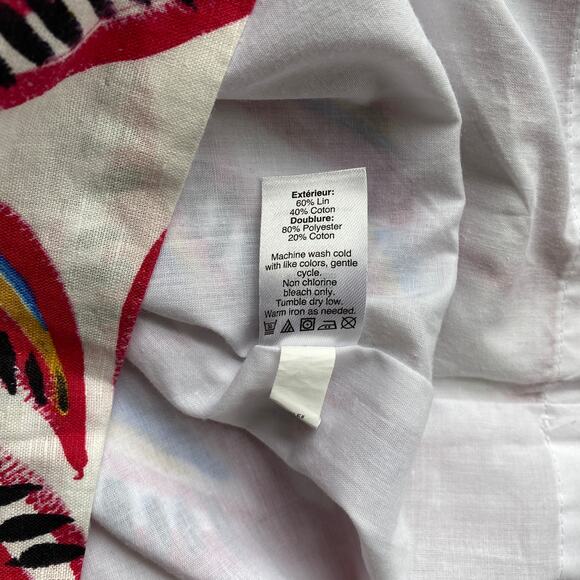 Extérieur:
60% Lin
40% Coton
Doublure:
80% Polyester
20% Coton
Machine wash cold
with like colors, gentle
cycle.
Non chlorine
bleach only.
Tumble dry low.
Warm iron as needed.